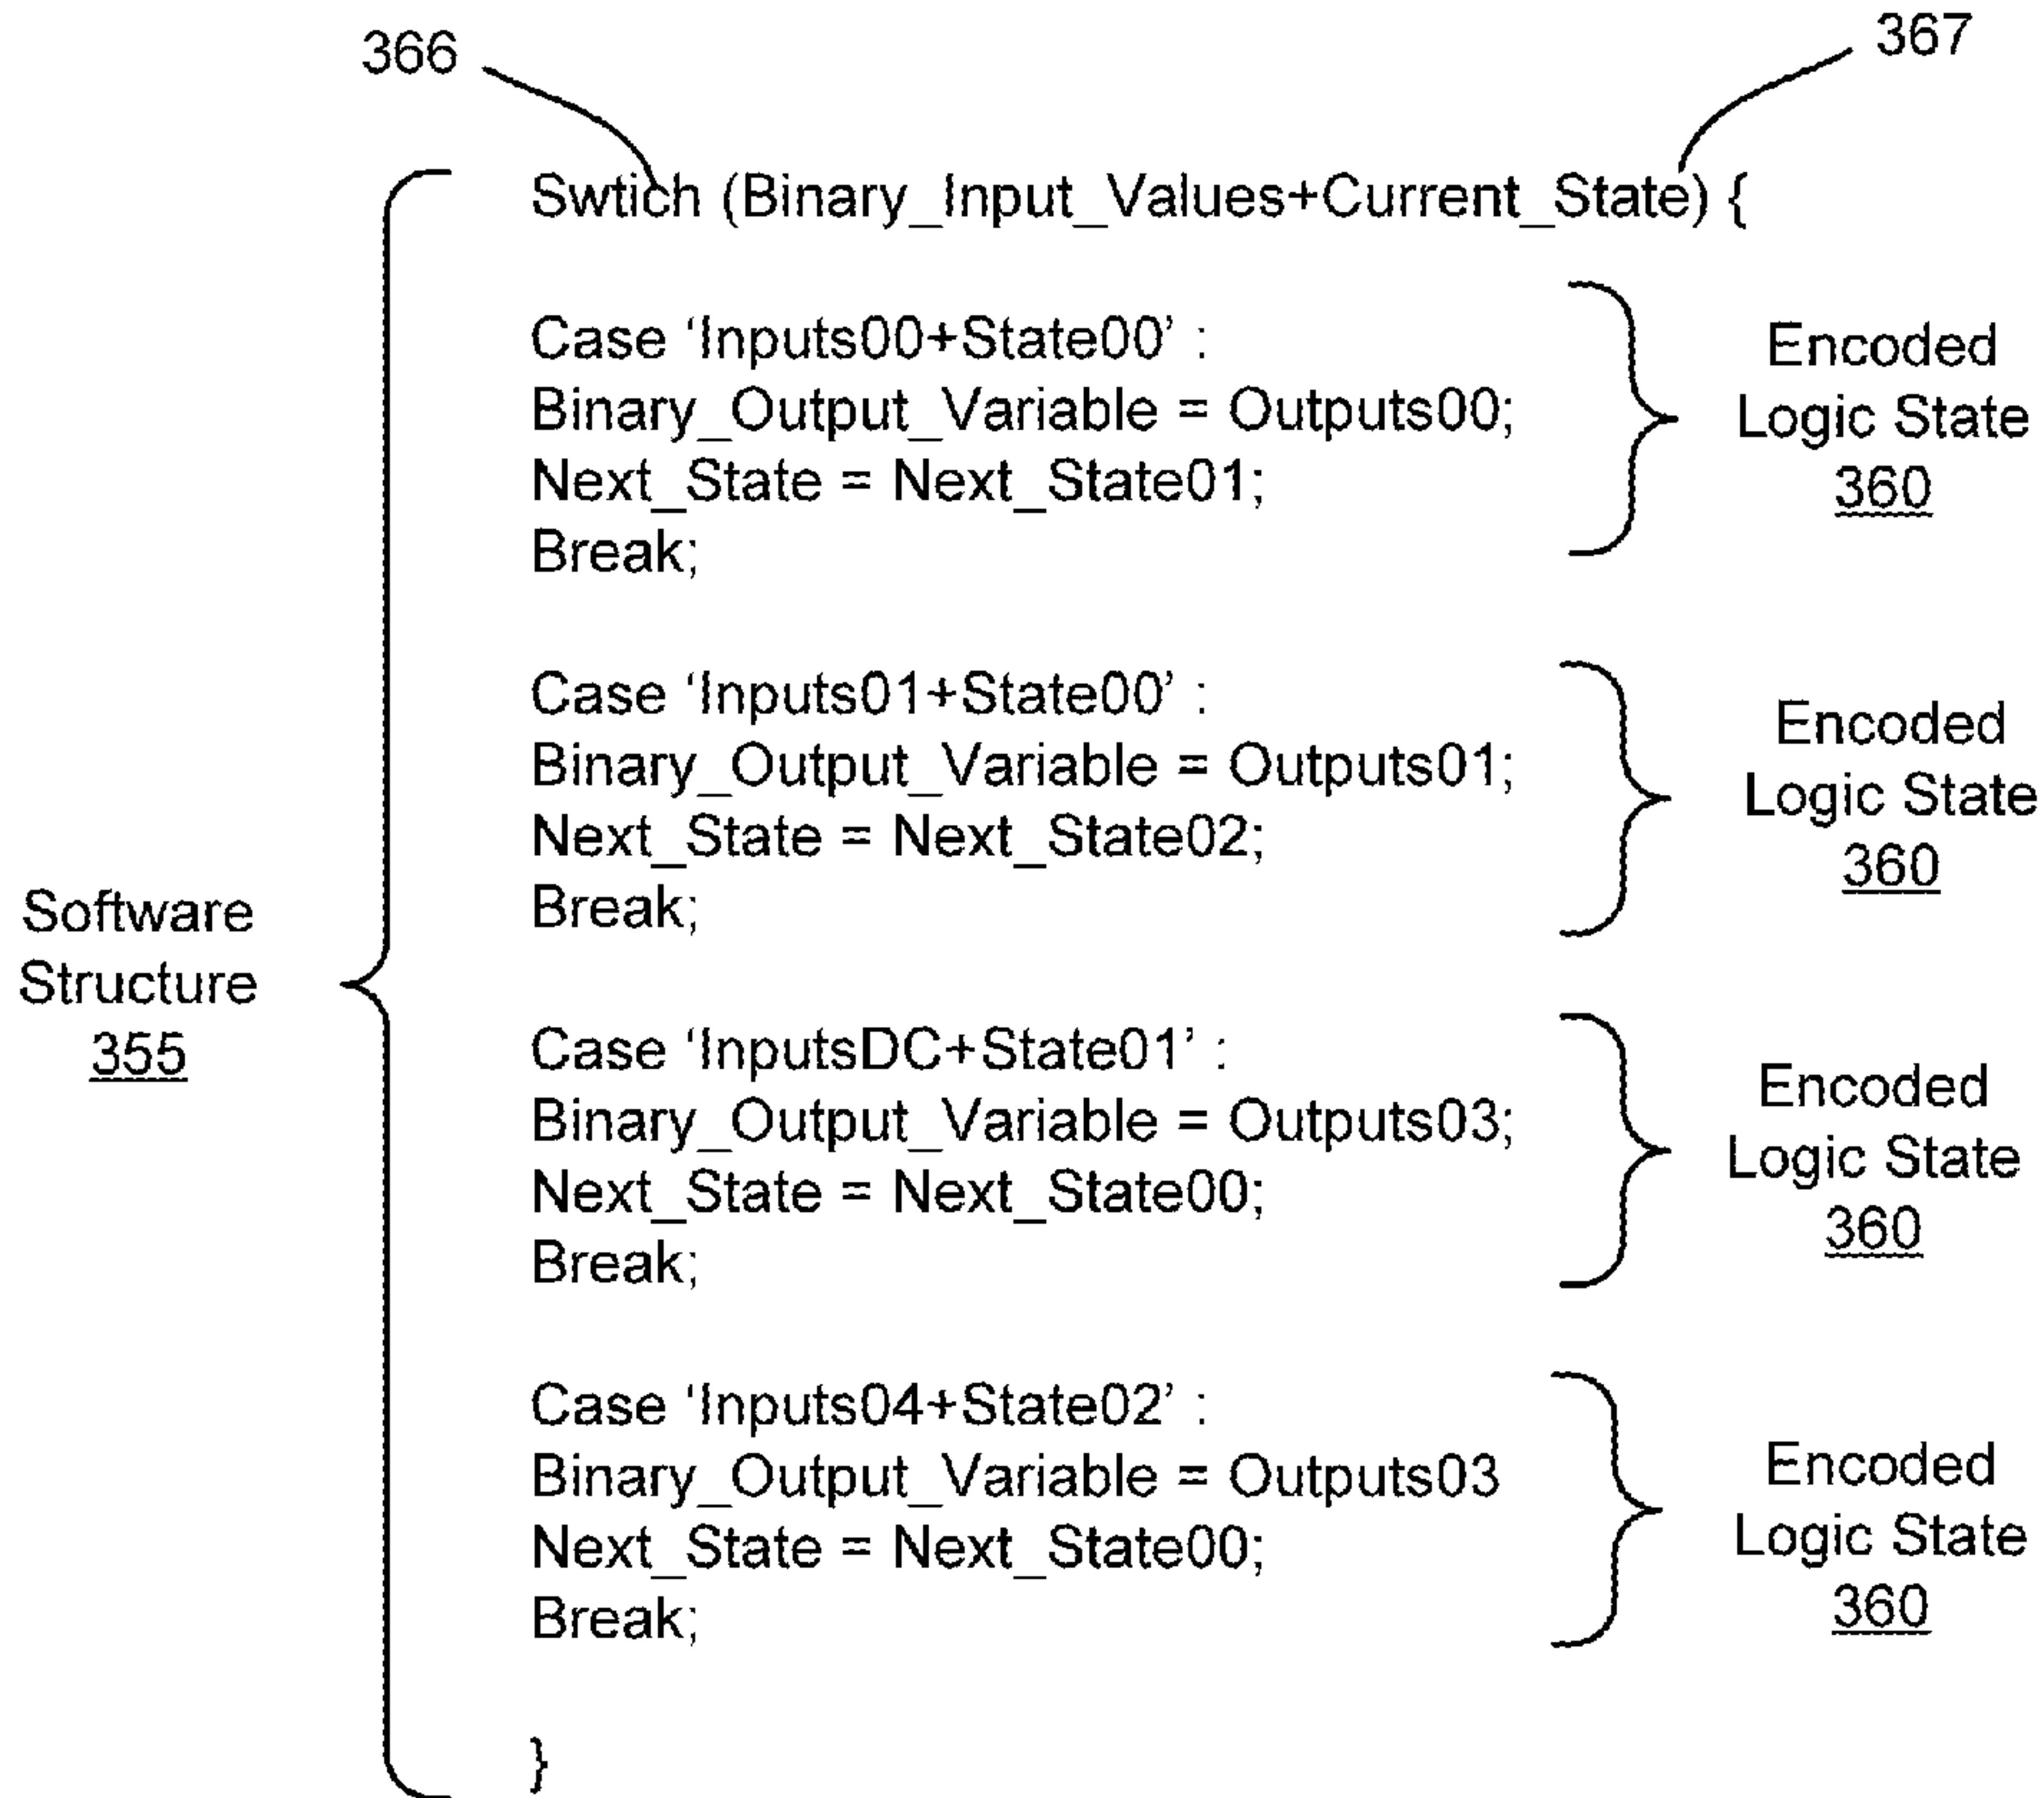 366
367
Swtich (Binary_Input_Values+Current_State) {
Case ‘Inputs00+State00’ :
Binary_Output_Variable = Outputs00;
Next_State = Next_State01;
Break;
Encoded
Logic State
360
Case ‘Inputs01+State00’ :
Binary_Output_Variable = Outputs01;
Next_State = Next_State02;
Break;
Encoded
Logic State
360
Software
Structure
355
Case ‘InputsDC+State01’ :
Binary_Output_Variable = Outputs03;
Next_State = Next_State00;
Break;
Encoded
Logic State
360
Case ‘Inputs04+State02’ :
Binary_Output_Variable = Outputs03
Next_State = Next_State00;
Break;
Encoded
Logic State
360
}